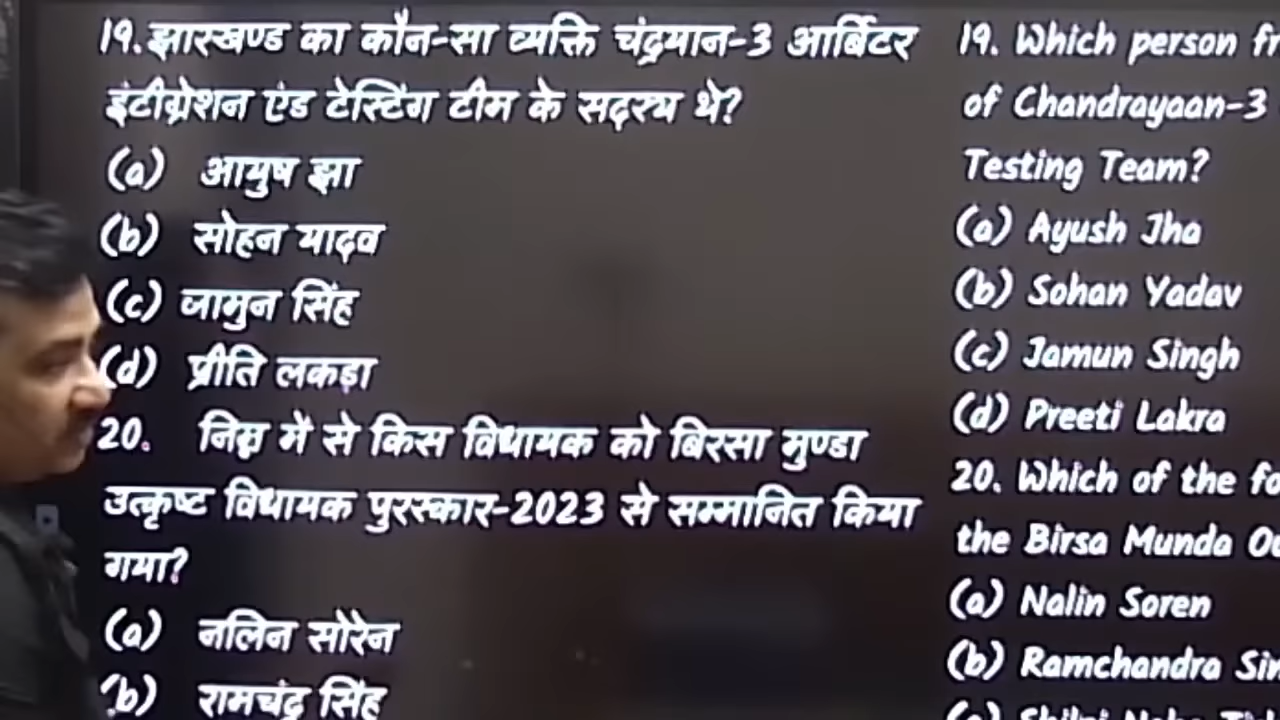 19. झारखण्ड का कौन-सा व्यक्ति चंद्रयान-3 आर्बिटर
इंटीग्रेशन एंड टेस्टिंग टीम के सदस्य थे?
(a) आयुष झा
(b) सोहन यादव
(c) जामुन सिंह
(d) प्रीति लकड़ा
20. निम्न में से किस विधायक को बिरसा मुण्डा
उत्कृष्ट विधायक पुरस्कार-2023 से सम्मानित किया
गया?
(a) नलिन सोरेन
(b) रामचंद्र सिंह
19. Which person
of Chandrayaan-3
Testing Team?
(a) Ayush Jha
(b) Sohan Yadav
(c) Jamun Singh
(d) Preeti Lakra
20. Which of the
the Birsa Munda
(a) Nalin Soren
(b) Ramchandra